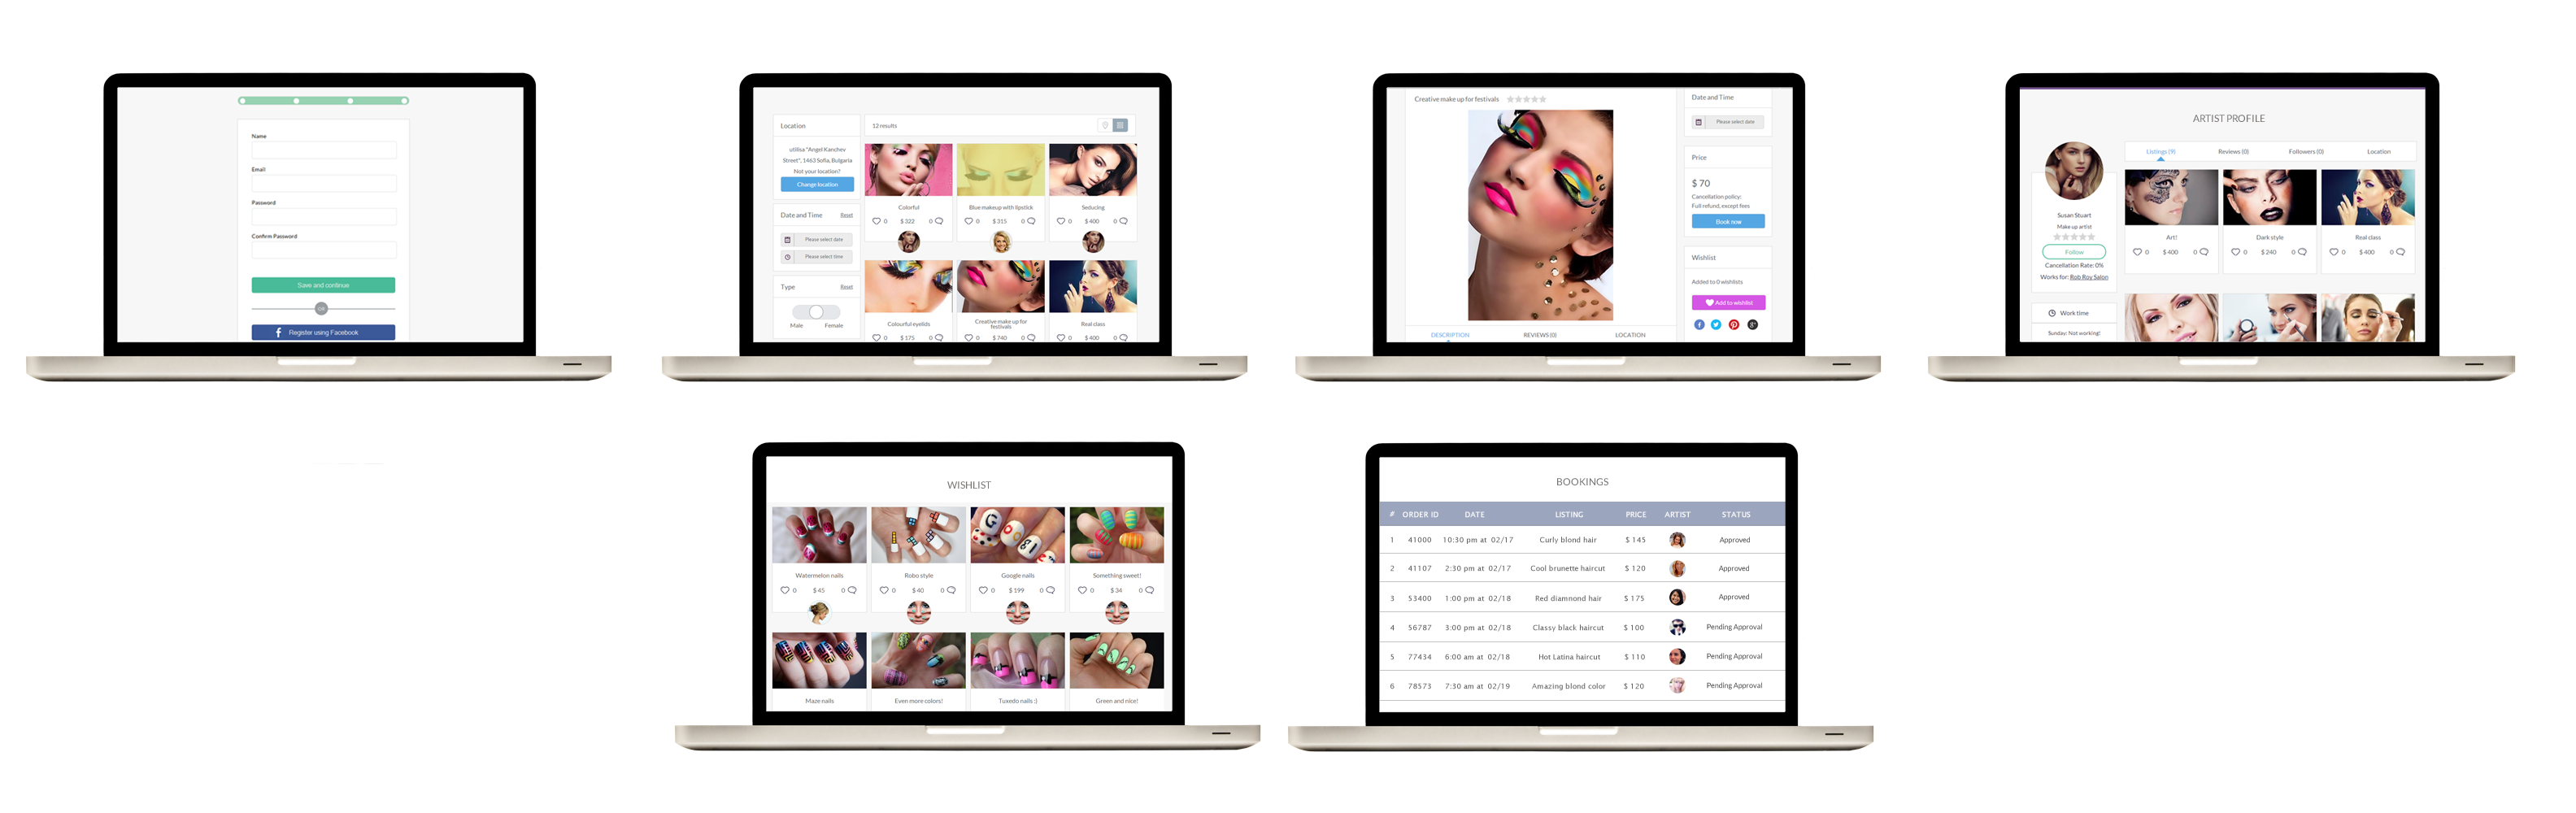 Name
Email
Password
Confirm Password
Save and continue
OR
Register using Facebook
Location
utilisa "Angel Kanchev
Street", 1463 Sofia, Bulgaria
Not your location?
Change location
Date and Time Reset
Please select date
Please select time
Type Reset
Male Female
12 results
Colorful Blue makeup with lipstick Seducing
0 $ 322 0 0 $ 315 0 0 $ 400 0
Colourful eyelids Creative make up for festivals Real class
0 $ 175 0 0 $ 740 0 0 $ 400 0
Creative make up for festivals
DESCRIPTION REVIEWS (0) LOCATION
Date and Time
Please select date
Price
$ 70
Cancellation policy:
Full refund, except fees
Book now
Wishlist
Added to 0 wishlists
Add to wishlist
ARTIST PROFILE
Susan Stuart
Make up artist
Follow
Cancellation Rate: 0%
Works for: Rob Roy Salon
Work time
Sunday: Not working!
Listings (9) Reviews (0) Followers (0) Location
Art! Dark style Real class
0 $ 400 0 0 $ 240 0 0 $ 400 0
WISHLIST
Watermelon nails Robo style Google nails Something sweet!
0 $ 45 0 0 $ 40 0 0 $ 199 0 0 $ 34 0
Maze nails Even more colors! Tuxedo nails :) Green and nice!
BOOKINGS
# ORDER ID DATE LISTING PRICE ARTIST STATUS
1 41000 10:30 pm at 02/17 Curly blond hair $ 145 Approved
2 41107 2:30 pm at 02/17 Cool brunette haircut $ 120 Approved
3 53400 1:00 pm at 02/18 Red diamnond hair $ 175 Approved
4 56787 3:00 pm at 02/18 Classy black haircut $ 100 Pending Approval
5 77434 6:00 am at 02/18 Hot Latina haircut $ 110 Pending Approval
6 78573 7:30 am at 02/19 Amazing blond color $ 120 Pending Approval